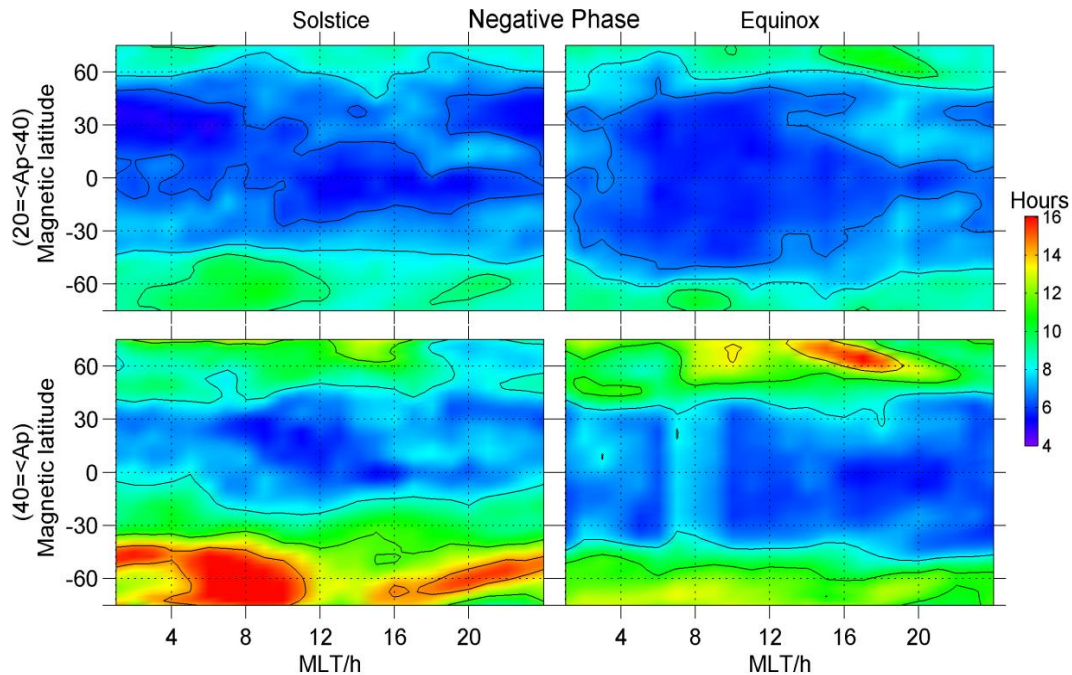 Solstice Negative Phase Equinox
(20=<Ap<40)
Magnetic latitude
60
30
0
-30
-60
(40=<Ap)
Magnetic latitude
60
30
0
-30
-60
4 8 12 16 20
MLT/h
4 8 12 16 20
MLT/h
Hours
16
14
12
10
8
6
4